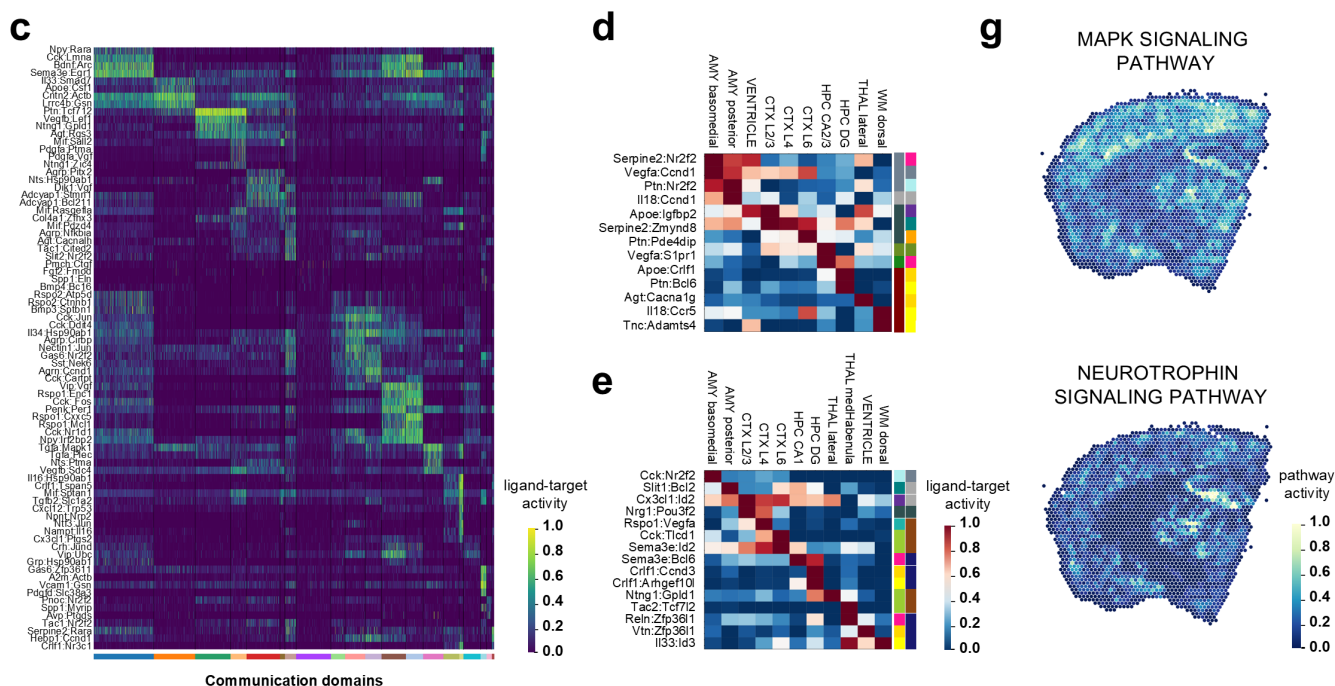 c
Npy:Rara
Cck:Lmna
Bdnf:Arc
Sema3e:Egr1
Il33:Smad7
Apoe:Csf1
Cntn2:Actb
Lrrc4b:Gsn
Ptn:Tcf712
Vegfb:Lef1
Ntng1:Gpld1
Agt:Rgs3
Mif:Sall2
Pdgfa:Ptma
Pdgfa:Vgf
Ntng1:Zic4
Agrp:Pitx2
Nts:Hsp90ab1
Dlk1:Vgf
Adcyap1:Stmn1
Adcyap1:Bcl211
Mif:Rasgefla
Col4a1:Zfhx3
Mif:Pdzd4
Agrp:Nfkbia
Agt:Cacnalh
Tac1:Cited2
Slit2:Nr2f2
Pmch:Ctgf
Fgf2:Fmod
Spp1:Eln
Bmp4:Bc16
Rspo2:Atp5d
Rspo2:Ctnnb1
Bmp3:Sptbn1
Cck:Jun
Cck:Ddit4
Il34:Hsp90ab1
Agrp:Cirbp
Nectin1:Jun
Gas6:Nr2f2
Sst:Nek6
Agrn:Ccnd1
Cck:Cartpt
Vip:Vgf
Rspo1:Enc1
Cck:Fos
Penk:Per1
Rspo1:Cxxc5
Rspo1:Mcl1
Cck:Nr1d1
Npy:Irf2bp2
Tgfa:Mapk1
Tgfa:Plec
Nts:Ptma
Vegfb:Sdc4
Il16:Hsp90ab1
Crlf1:Tspan5
Mif:Sptan1
Tgfb2:Slc1a2
Cxcl12:Trp53
Npnt:Nrp2
Ntf3:Jun
Nampt:Il16
Cx3cl1:Ptgs2
Crh:Jund
Vip:Ubc
Grp:Hsp90ab1
Gas6:Zfp3611
A2m:Actb
Vcam1:Gsn
Pdgfd:Slc38a3
Pnoc:Nr2f2
Spp1:Myrip
Avp:Ptgds
Tac1:Nr2f2
Serpine2:Rara
Hebp1:Ccnd1
Crlf1:Nr3c1
Communication domains
ligand-target
activity
1.0
0.8
0.6
0.4
0.2
0.0
d
AMY basomedial
AMY posterior
VENTRICLE
CTX L2/3
CTX L4
CTX L6
HPC CA2/3
HPC DG
THAL lateral
WM dorsal
Serpine2:Nr2f2
Vegfa:Ccnd1
Ptn:Nr2f2
Il18:Ccnd1
Apoe:Igfbp2
Serpine2:Zmynd8
Ptn:Pde4dip
Vegfa:S1pr1
Apoe:Crlf1
Ptn:Bcl6
Agt:Cacna1g
Il18:Ccr5
Tnc:Adamts4
e
AMY basomedial
AMY posterior
CTX L2/3
CTX L4
CTX L6
HPC CA1
HPC DG
THAL lateral
THAL medHabenula
VENTRICLE
WM dorsal
Cck:Nr2f2
Slit1:Bcl2
Cx3cl1:Id2
Nrg1:Pou3f2
Rspo1:Vegfa
Cck:Tlcd1
Sema3e:Id2
Sema3e:Bcl6
Crlf1:Ccnd3
Crlf1:Arhgef10l
Ntng1:Gpld1
Tac2:Tcf7l2
Reln:Zfp36l1
Vtn:Zfp36l1
Il33:Id3
ligand-target
activity
1.0
0.8
0.6
0.4
0.2
0.0
g
MAPK SIGNALING
PATHWAY
NEUROTROPHIN
SIGNALING PATHWAY
pathway
activity
1.0
0.8
0.6
0.4
0.2
0.0